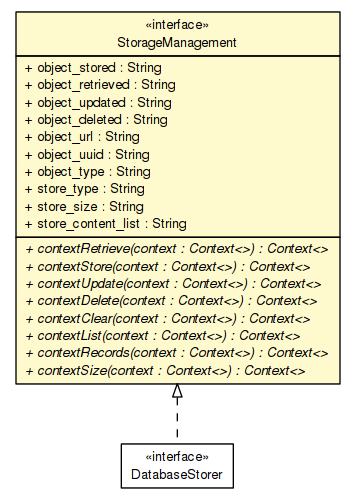 «interface»
StorageManagement
+ object_stored : String
+ object_retrieved : String
+ object_updated : String
+ object_deleted : String
+ object_url : String
+ object_uuid : String
+ object_type : String
+ store_type : String
+ store_size : String
+ store_content_list : String
+ contextRetrieve(context : Context<>) : Context<>
+ contextStore(context : Context<>) : Context<>
+ contextUpdate(context : Context<>) : Context<>
+ contextDelete(context : Context<>) : Context<>
+ contextClear(context : Context<>) : Context<>
+ contextList(context : Context<>) : Context<>
+ contextRecords(context : Context<>) : Context<>
+ contextSize(context : Context<>) : Context<>
«interface»
DatabaseStorer